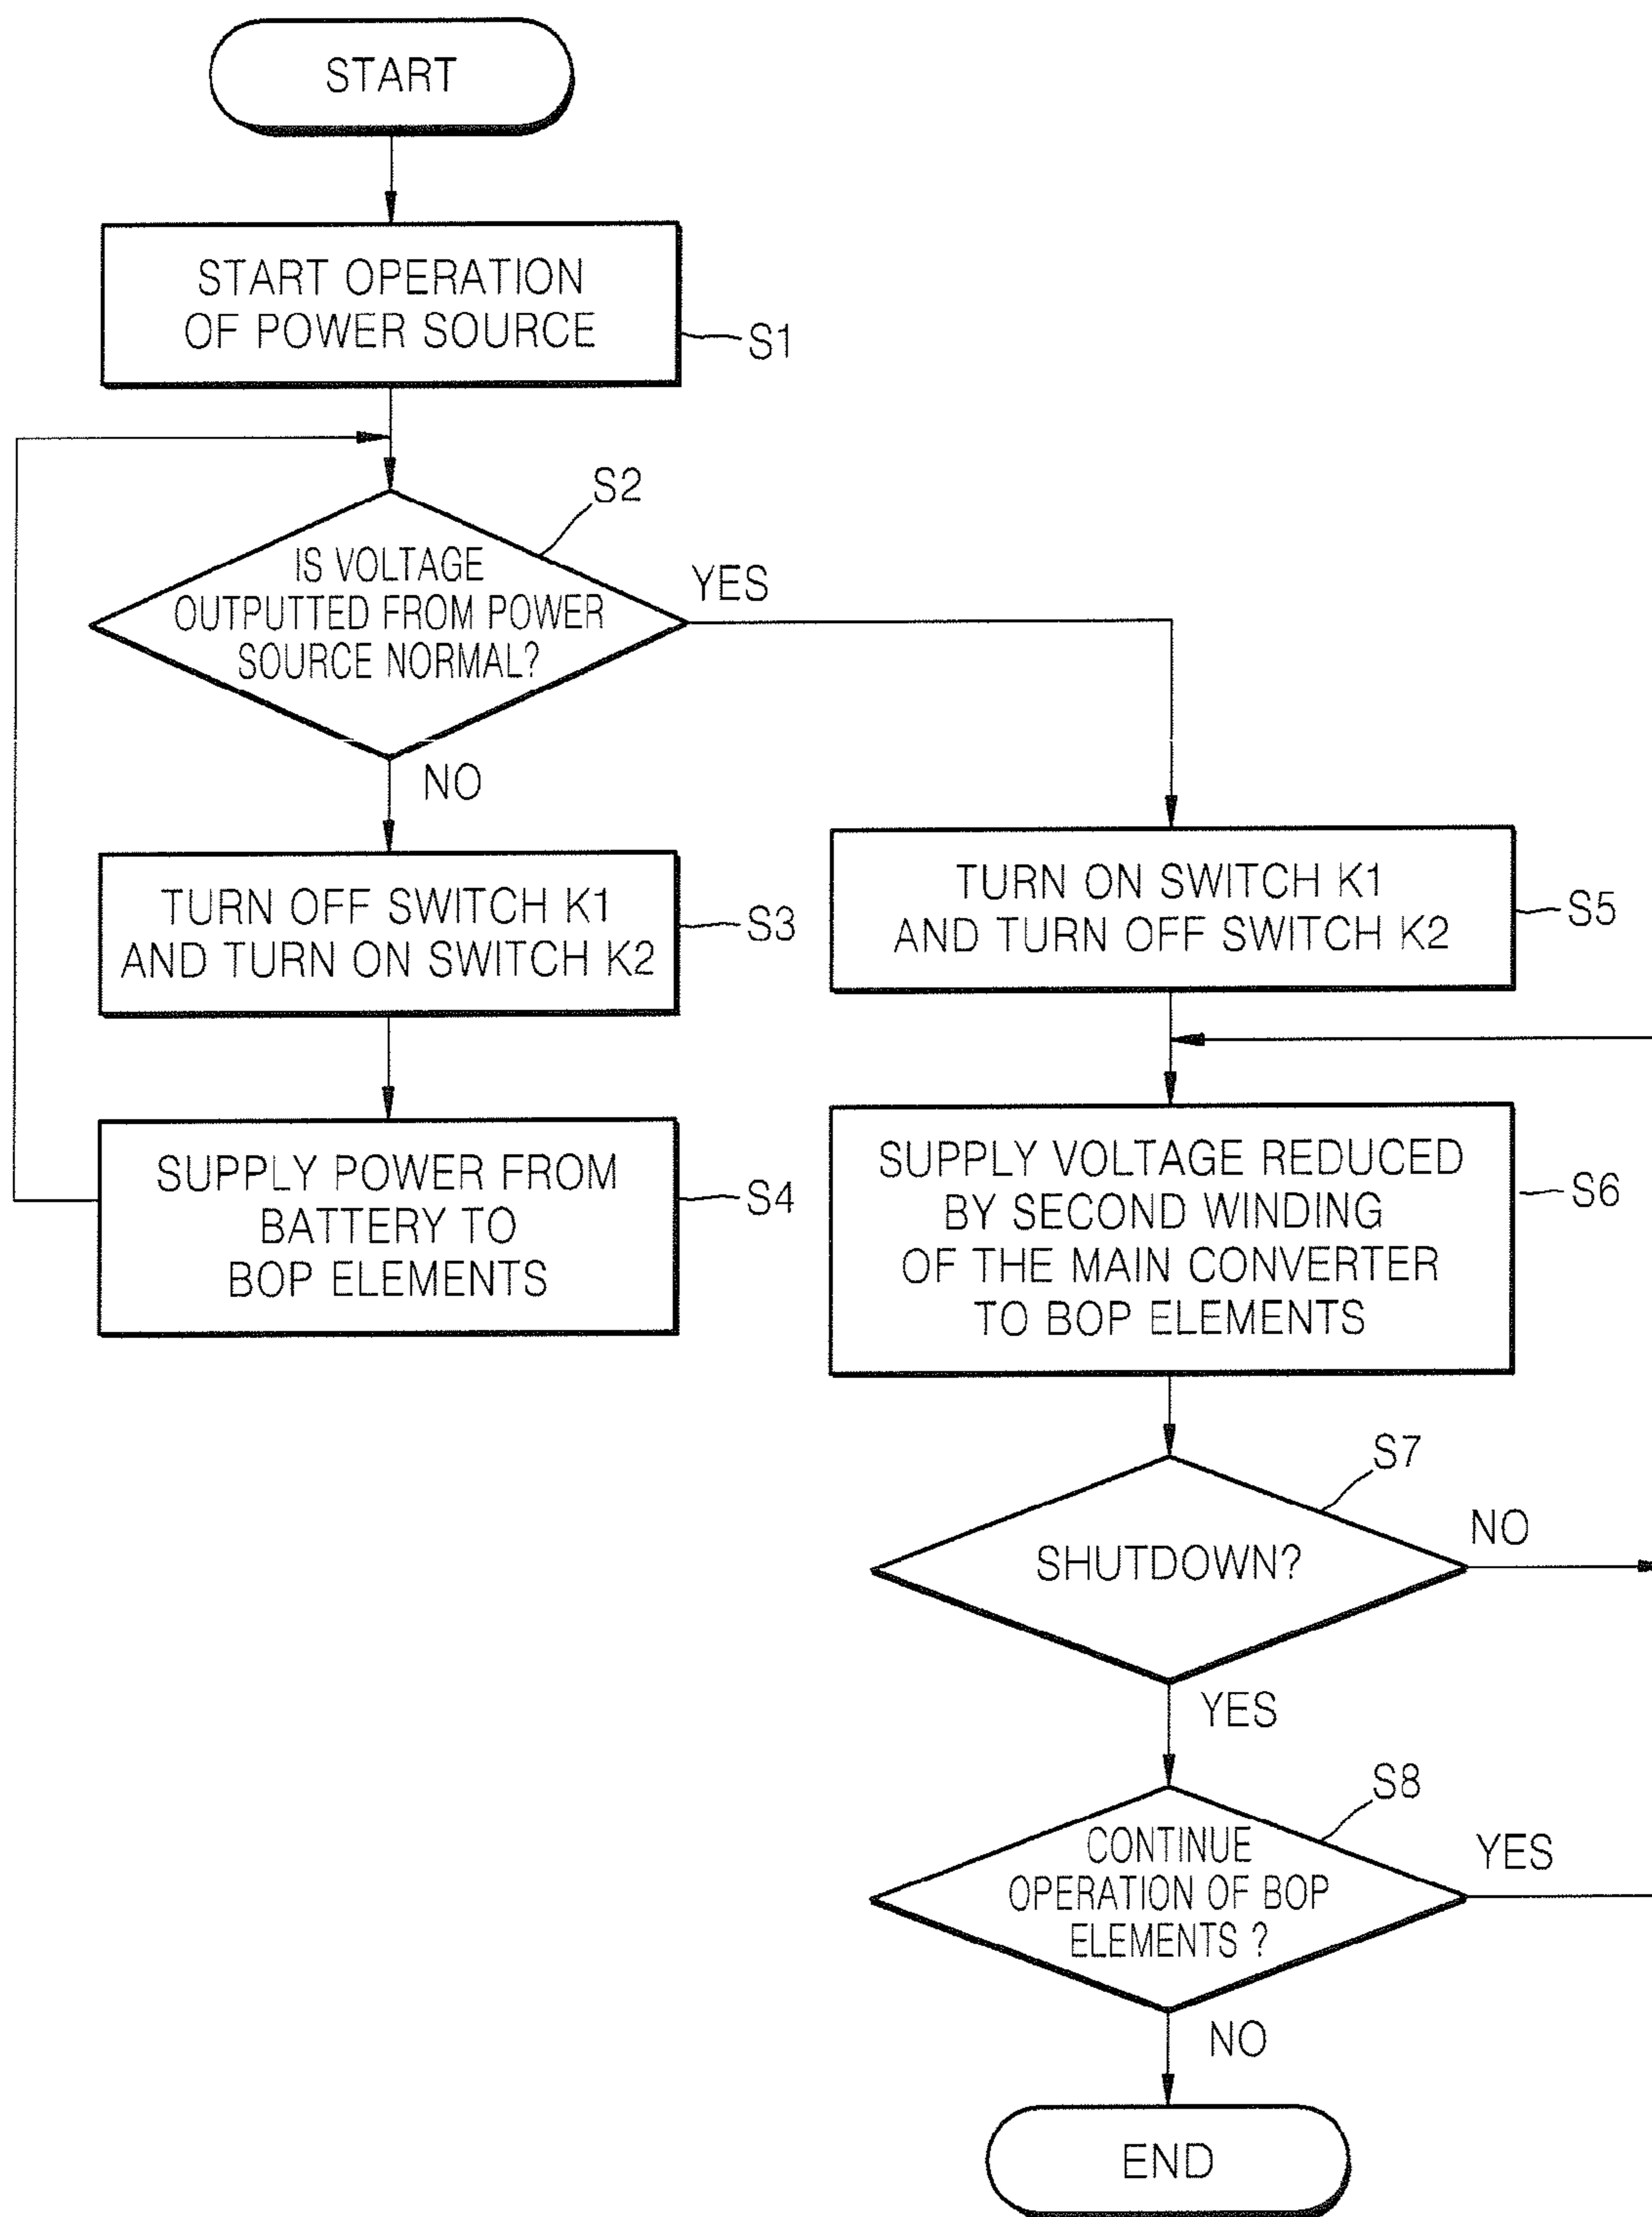 START
START OPERATION
OF POWER SOURCE
S1
S2
IS VOLTAGE
OUTPUTTED FROM POWER
SOURCE NORMAL?
YES
NO
TURN OFF SWITCH K1
AND TURN ON SWITCH K2
S3
SUPPLY POWER FROM
BATTERY TO
BOP ELEMENTS
S4
TURN ON SWITCH K1
AND TURN OFF SWITCH K2
S5
SUPPLY VOLTAGE REDUCED
BY SECOND WINDING
OF THE MAIN CONVERTER
TO BOP ELEMENTS
S6
S7
SHUTDOWN?
NO
YES
S8
CONTINUE
OPERATION OF BOP
ELEMENTS ?
YES
NO
END